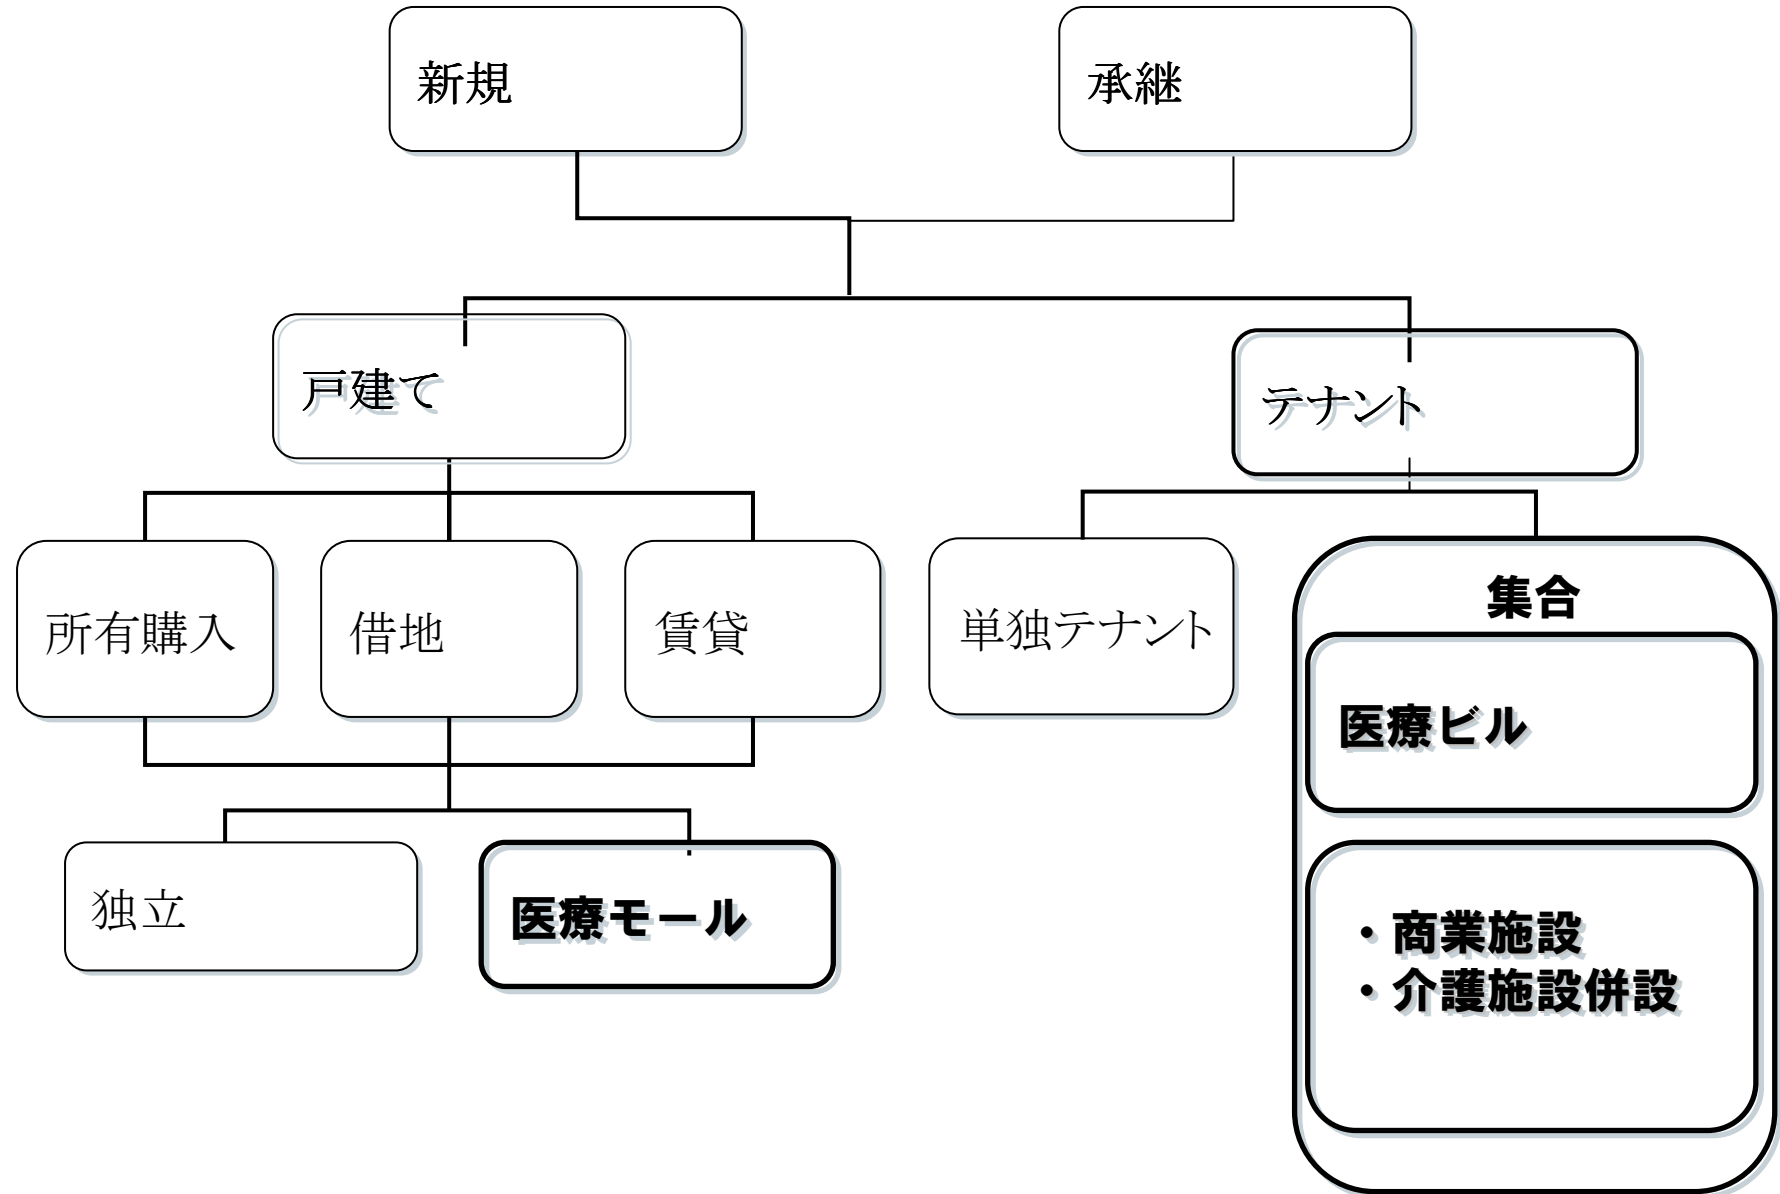 新規
承継
戸建て
テナント
所有購入
借地
賃貸
単独テナント
集合
医療ビル
独立
医療モール
・商業施設
・介護施設併設